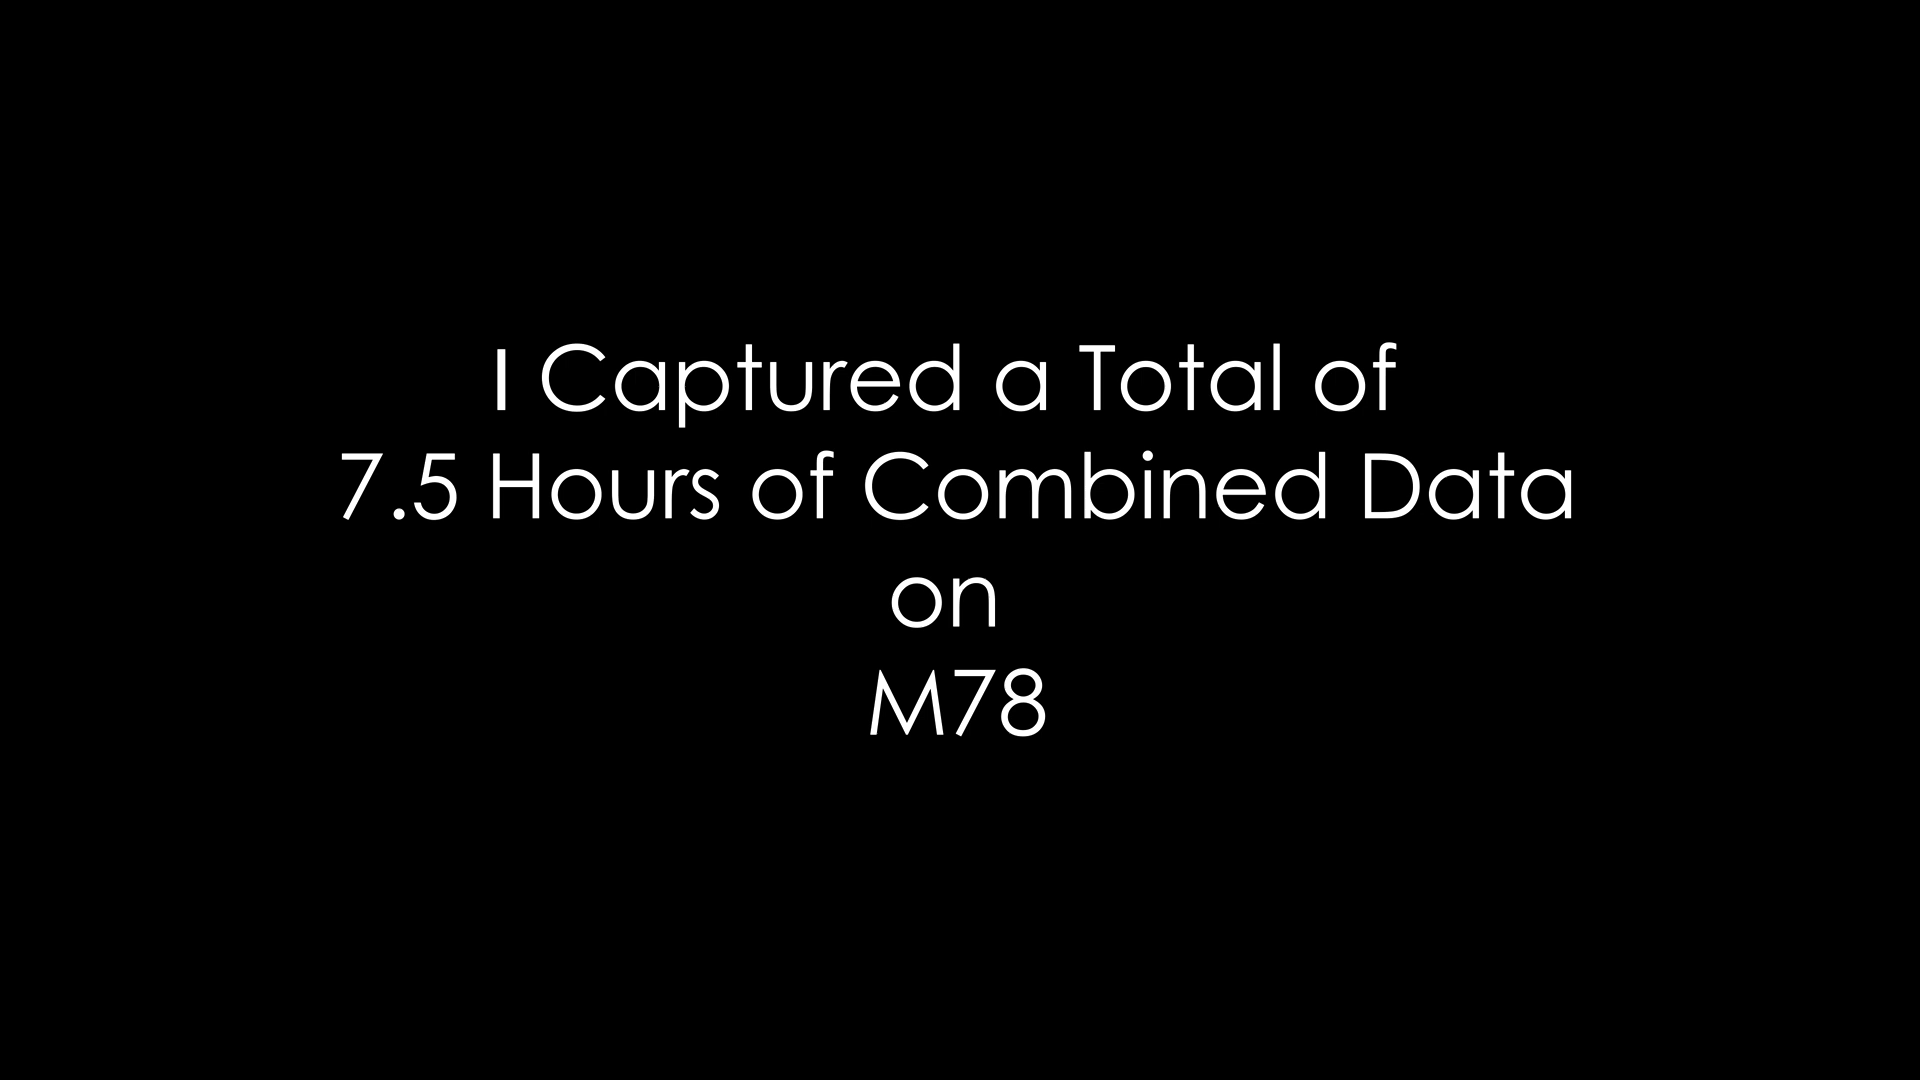 I Captured a Total of
7.5 Hours of Combined Data
on
M78